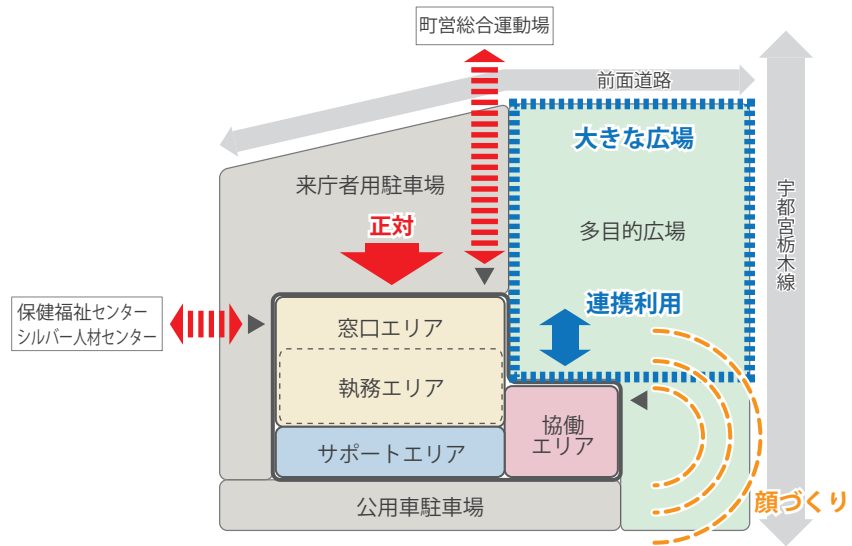 町営総合運動場
前面道路
大きな広場
来庁者用駐車場
正対
多目的広場
宇都宮栃木線
連携利用
保健福祉センター
シルバー人材センター
窓口エリア
執務エリア
サポートエリア
協働
エリア
顔づくり
公用車駐車場